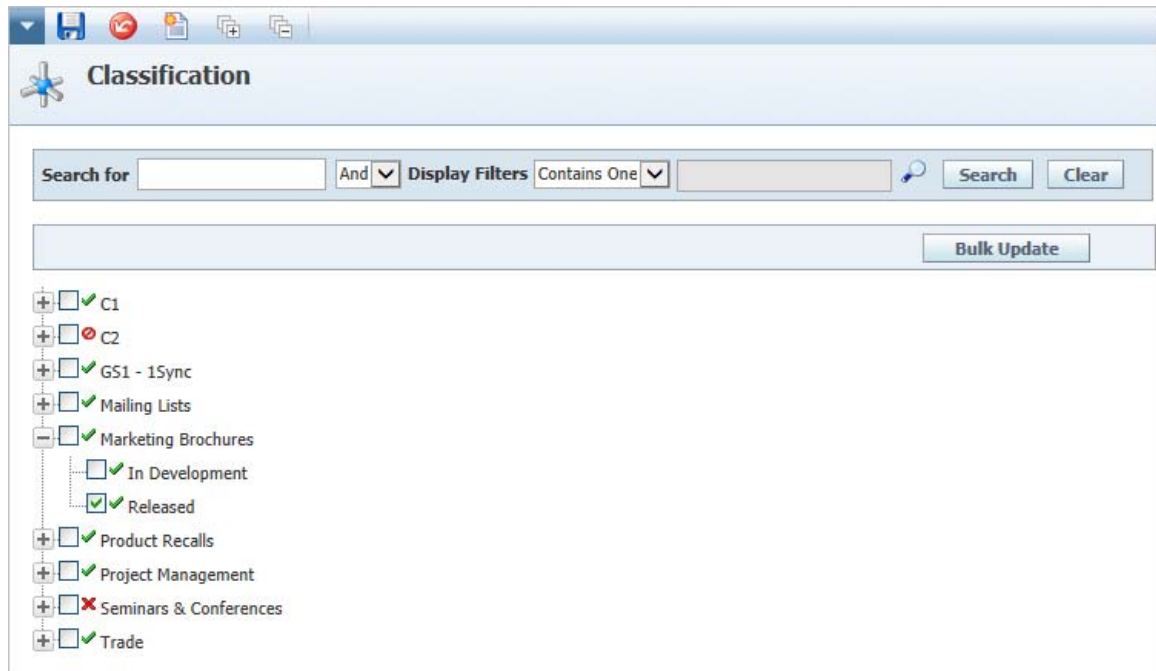 Classification
Search for And Display Filters Contains One Search Clear
Bulk Update
C1
C2
GS1 - 1Sync
Mailing Lists
Marketing Brochures
In Development
Released
Product Recalls
Project Management
Seminars & Conferences
Trade